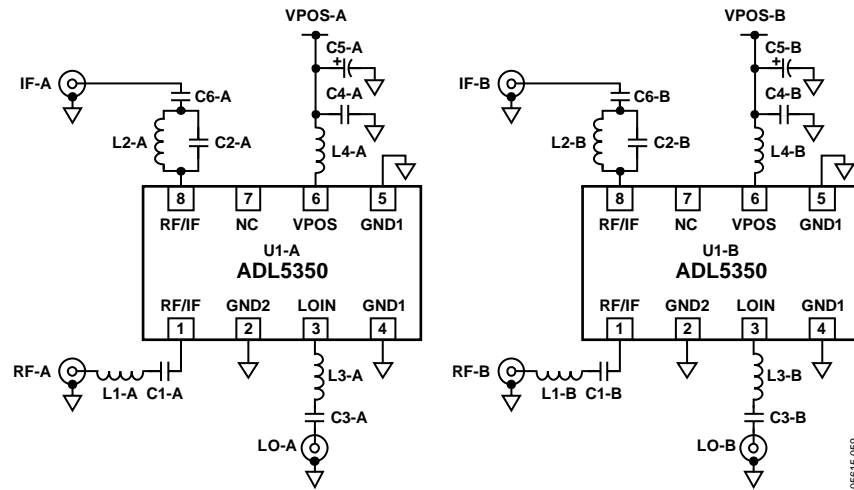 VPOS-A
C5-A
+
IF-A
C6-A
C4-A
L2-A
C2-A
L4-A
8
7
6
5
RF/IF
NC
VPOS
GND1
U1-A
ADL5350
RF/IF
GND2
LOIN
GND1
1
2
3
4
RF-A
L1-A
C1-A
L3-A
C3-A
LO-A
VPOS-B
C5-B
+
IF-B
C6-B
C4-B
L2-B
C2-B
L4-B
8
7
6
5
RF/IF
NC
VPOS
GND1
U1-B
ADL5350
RF/IF
GND2
LOIN
GND1
1
2
3
4
RF-B
L1-B
C1-B
L3-B
C3-B
LO-B
05615-059